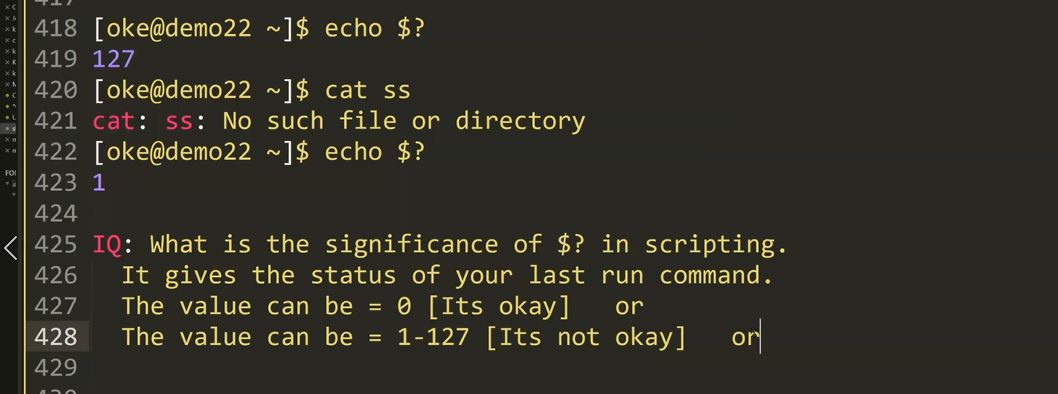 418 [oke@demo22 ~]$ echo $?
419 127
420 [oke@demo22 ~]$ cat ss
421 cat: ss: No such file or directory
422 [oke@demo22 ~]$ echo $?
423 1
424
425 IQ: What is the significance of $? in scripting.
426 It gives the status of your last run command.
427 The value can be = 0 [Its okay] or
428 The value can be = 1-127 [Its not okay] or
429